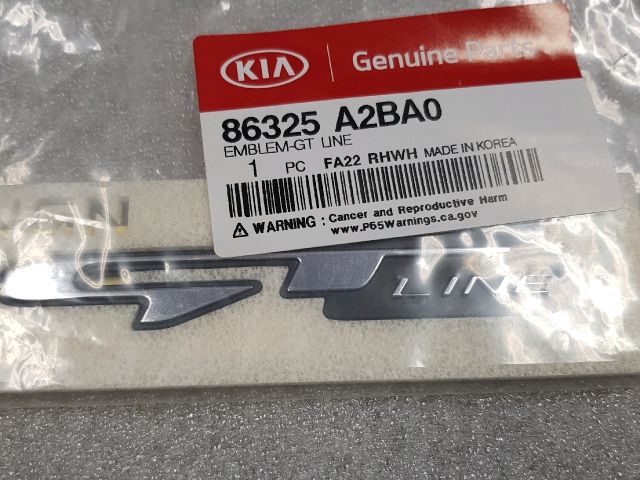 KIA Genuine Parts
86325 A2BA0
EMBLEM-GT LINE
1 PC FA22 RHWH MADE IN KOREA
⚠ WARNING : Cancer and Reproductive Harm
www.P65Warnings.ca.gov
GT LINE